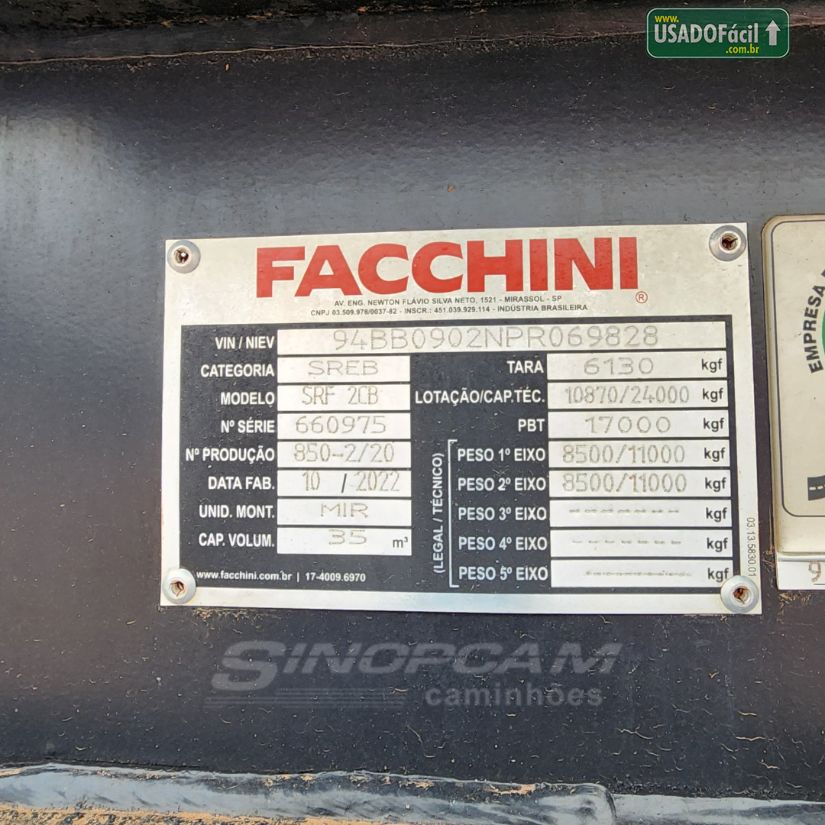 www.
USADOFácil
.com.br
FACCHINI
®
AV. ENG. NEWTON FLÁVIO SILVA NETO, 1521 - MIRASSOL - SP
CNPJ 03.509.978/0037-82 - INSCR.: 451.039.929.114 - INDÚSTRIA BRASILEIRA
VIN / NIEV 94BB0902NPR069828
CATEGORIA SREB TARA 6130 kgf
MODELO SRF 2CB LOTAÇÃO/CAP.TÉC. 10870/24000 kgf
Nº SÉRIE 660975 PBT 17000 kgf
Nº PRODUÇÃO 850-2/20 PESO 1º EIXO 8500/11000 kgf
DATA FAB. 10 / 2022 PESO 2º EIXO 8500/11000 kgf
UNID. MONT. MIR PESO 3º EIXO ------- kgf
CAP. VOLUM. 35 m³ PESO 4º EIXO ------- kgf
PESO 5º EIXO ------- kgf
(LEGAL / TÉCNICO)
www.facchini.com.br | 17-4009.6970
03.13.5830.01
EMPRESA
9
SINOPCAM
caminhões